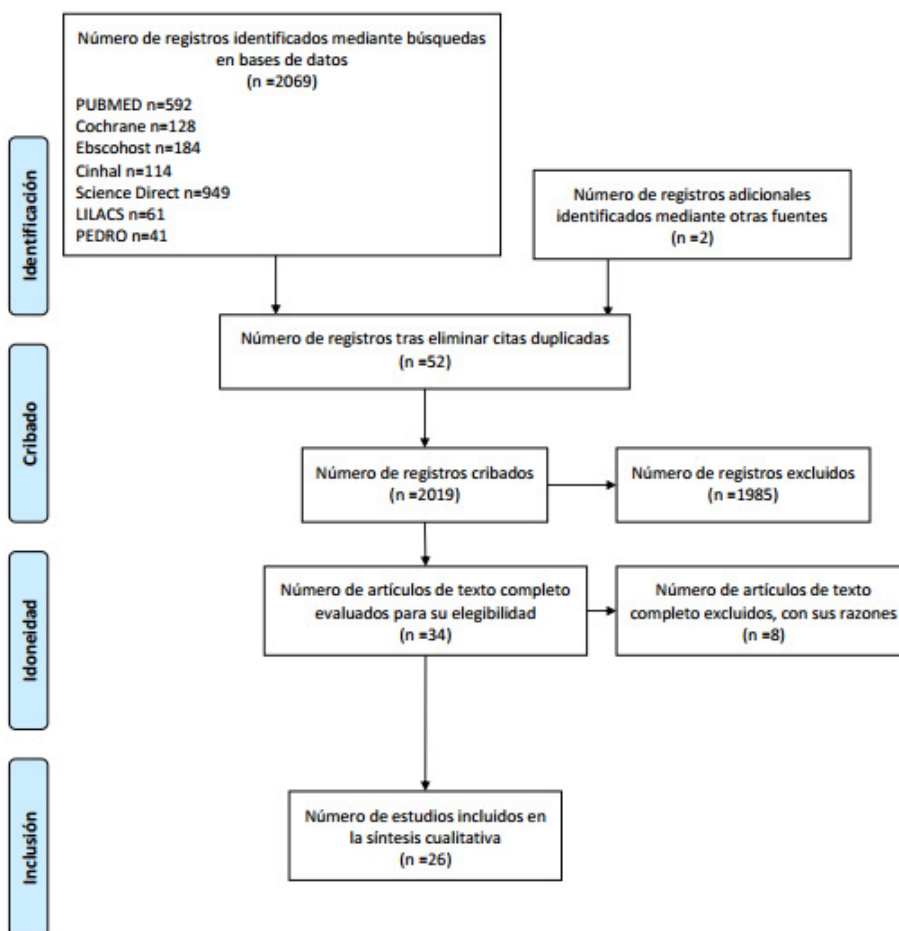 Número de registros identificados mediante búsquedas
en bases de datos
(n =2069)
PUBMED n=592
Cochrane n=128
Ebscohost n=184
Cinhal n=114
Science Direct n=949
LILACS n=61
PEDRO n=41
Número de registros adicionales
identificados mediante otras fuentes
(n =2)
Identificación
Número de registros tras eliminar citas duplicadas
(n =52)
Cribado
Número de registros cribados
(n =2019)
Número de registros excluidos
(n =1985)
Idoneidad
Número de artículos de texto completo
evaluados para su elegibilidad
(n =34)
Número de artículos de texto
completo excluidos, con sus razones
(n =8)
Inclusión
Número de estudios incluidos en
la síntesis cualitativa
(n =26)